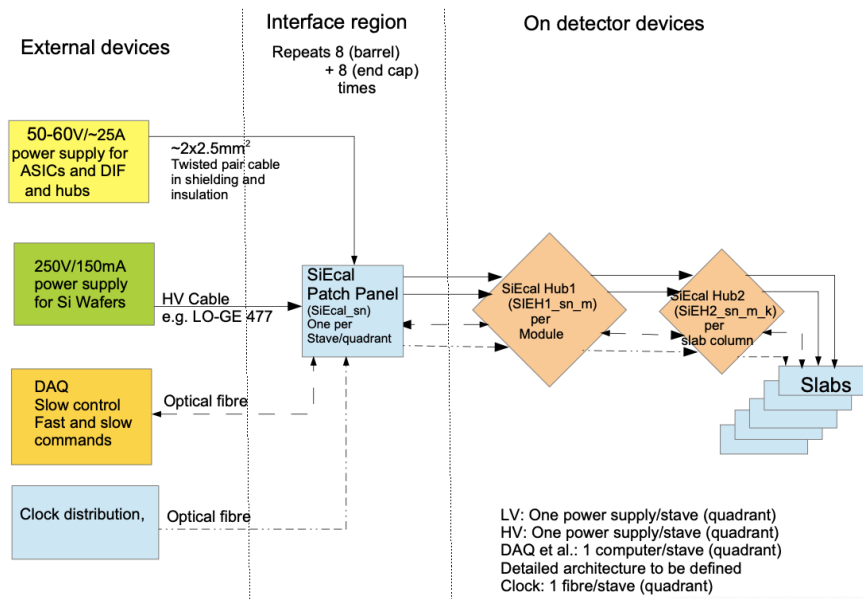 External devices
Interface region
On detector devices
Repeats 8 (barrel)
+ 8 (end cap)
times
50-60V/~25A
power supply for
ASICs and DIF
and hubs
~2x2.5mm²
Twisted pair cable
in shielding and
insulation
250V/150mA
power supply
for Si Wafers
HV Cable
e.g. LO-GE 477
SiEcal
Patch Panel
(SiEcal_sn)
One per
Stave/quadrant
SiEcal Hub1
(SIEH1_sn_m)
per
Module
SiEcal Hub2
(SiEH2_sn_m_k)
per
slab column
Slabs
DAQ
Slow control
Fast and slow
commands
Optical fibre
Clock distribution,
Optical fibre
LV: One power supply/stave (quadrant)
HV: One power supply/stave (quadrant)
DAQ et al.: 1 computer/stave (quadrant)
Detailed architecture to be defined
Clock: 1 fibre/stave (quadrant)